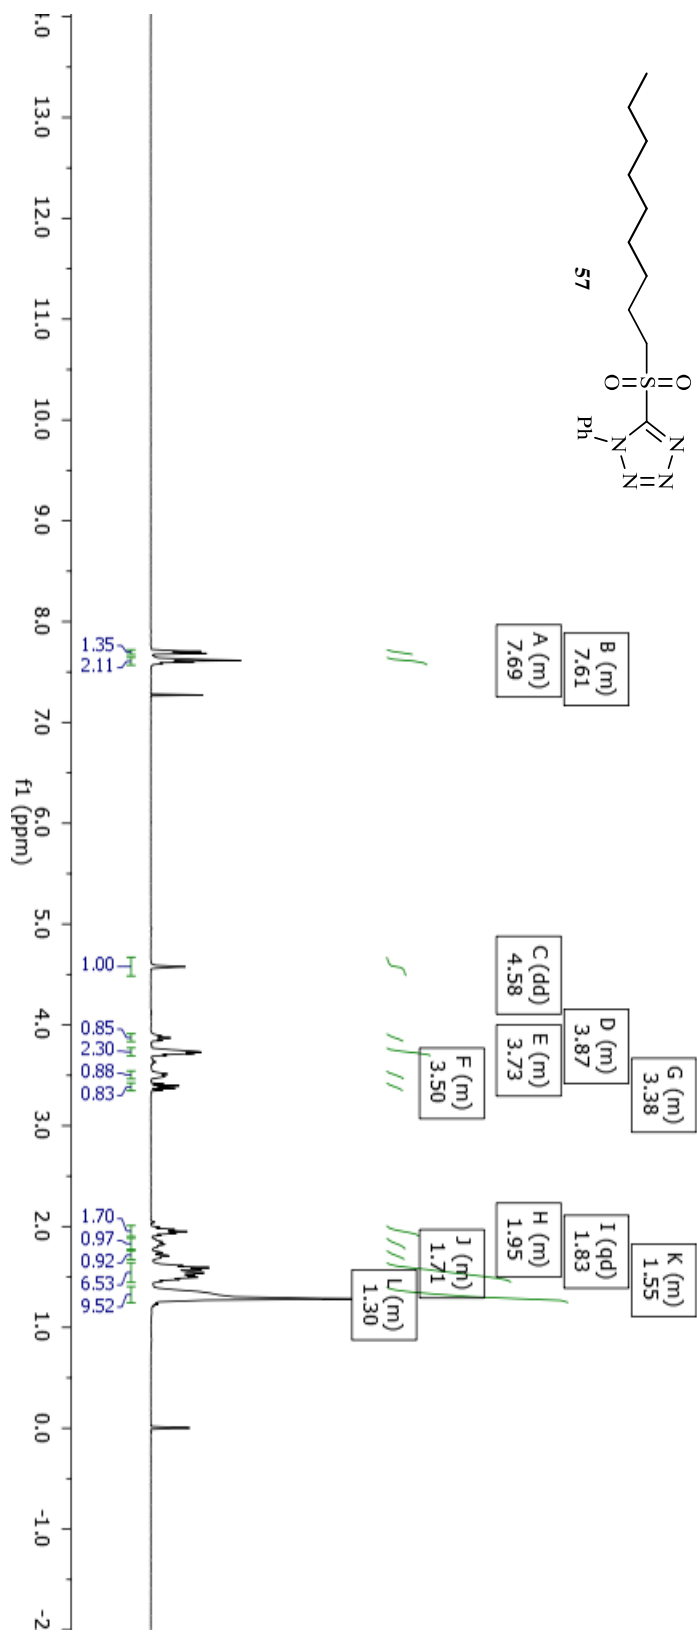 O
N
N
S
O
N
N
Ph
57
G (m)
3.38
K (m)
1.55
B (m)
7.61
D (m)
3.87
I (qd)
1.83
A (m)
7.69
C (dd)
4.58
E (m)
3.73
H (m)
1.95
F (m)
3.50
J (m)
1.71
L (m)
1.30
1.35 2.11 1.00 0.85 2.30 0.88 0.83 1.70 0.97 0.92 6.53 9.52
13.0 12.0 11.0 10.0 9.0 8.0 7.0 6.0 5.0 4.0 3.0 2.0 1.0 0.0 -1.0 -2
f1 (ppm)